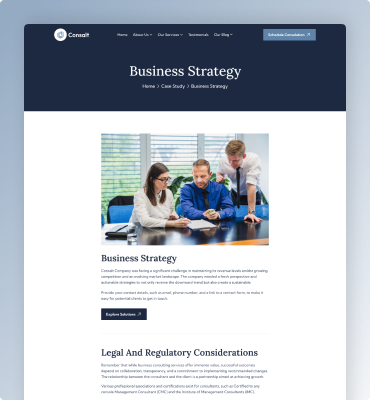 Consalt
Home About Us Our Services Testimonials Our Blog
Schedule Consulation
Business Strategy
Home > Case Study > Business Strategy
Business Strategy
Consalt Company was facing a significant challenge in maintaining its revenue levels amidst growing
competition and an evolving market landscape. The company needed a fresh perspective and
actionable strategies to not only reverse the downward trend but also create a sustainable.
Provide your contact details, such as email, phone number, and a link to a contact form, to make it
easy for potential clients to get in touch.
Explore Solutions
Legal And Regulatory Considerations
Remember that while business consulting services offer immense value, successful outcomes
depend on collaboration, transparency, and a commitment to implementing recommended changes.
The relationship between the consultant and the client is a partnership aimed at achieving growth.
Various professional associations and certifications exist for consultants, such as Certified to any
Management Consultant (CMC) and the Institute of Management Consultants (IMC).